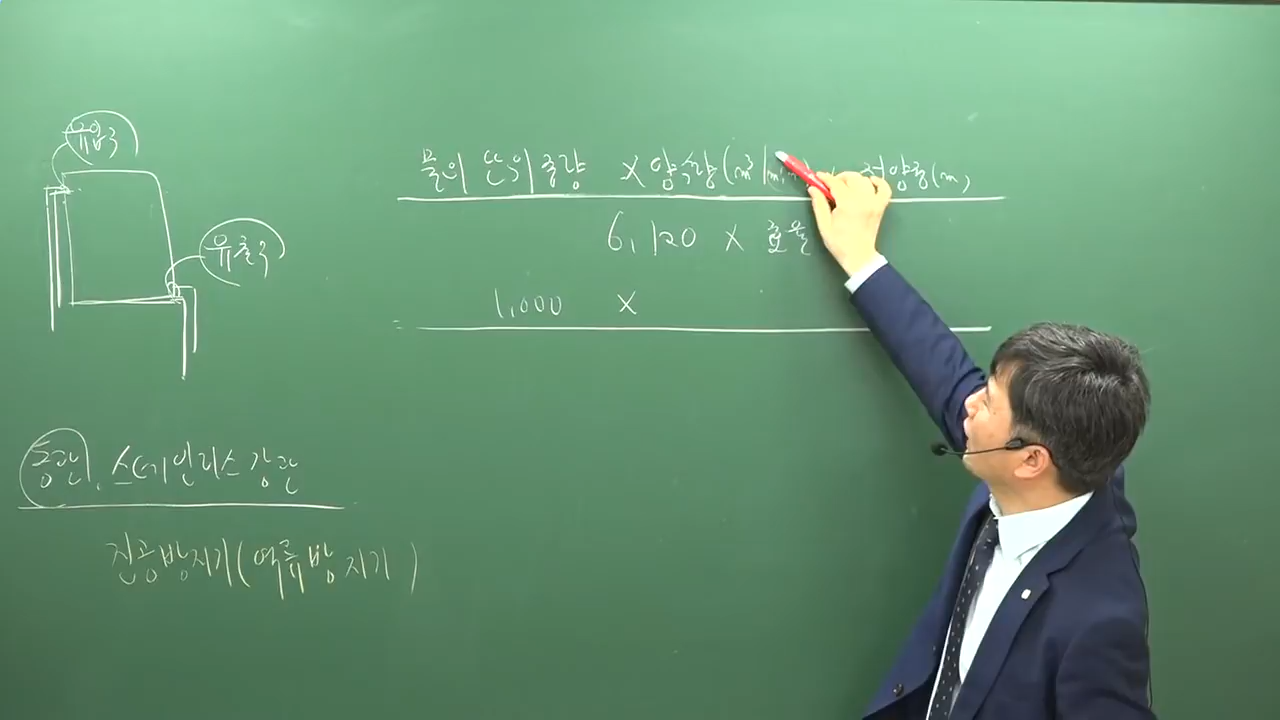 유입구
유출구
물의 단위중량 × 양수량(m³/min) × 전양정(m)
6,120 × 효율
= 1,000 ×
동관, 스테인리스 강관
진공방지기(역류방지기)